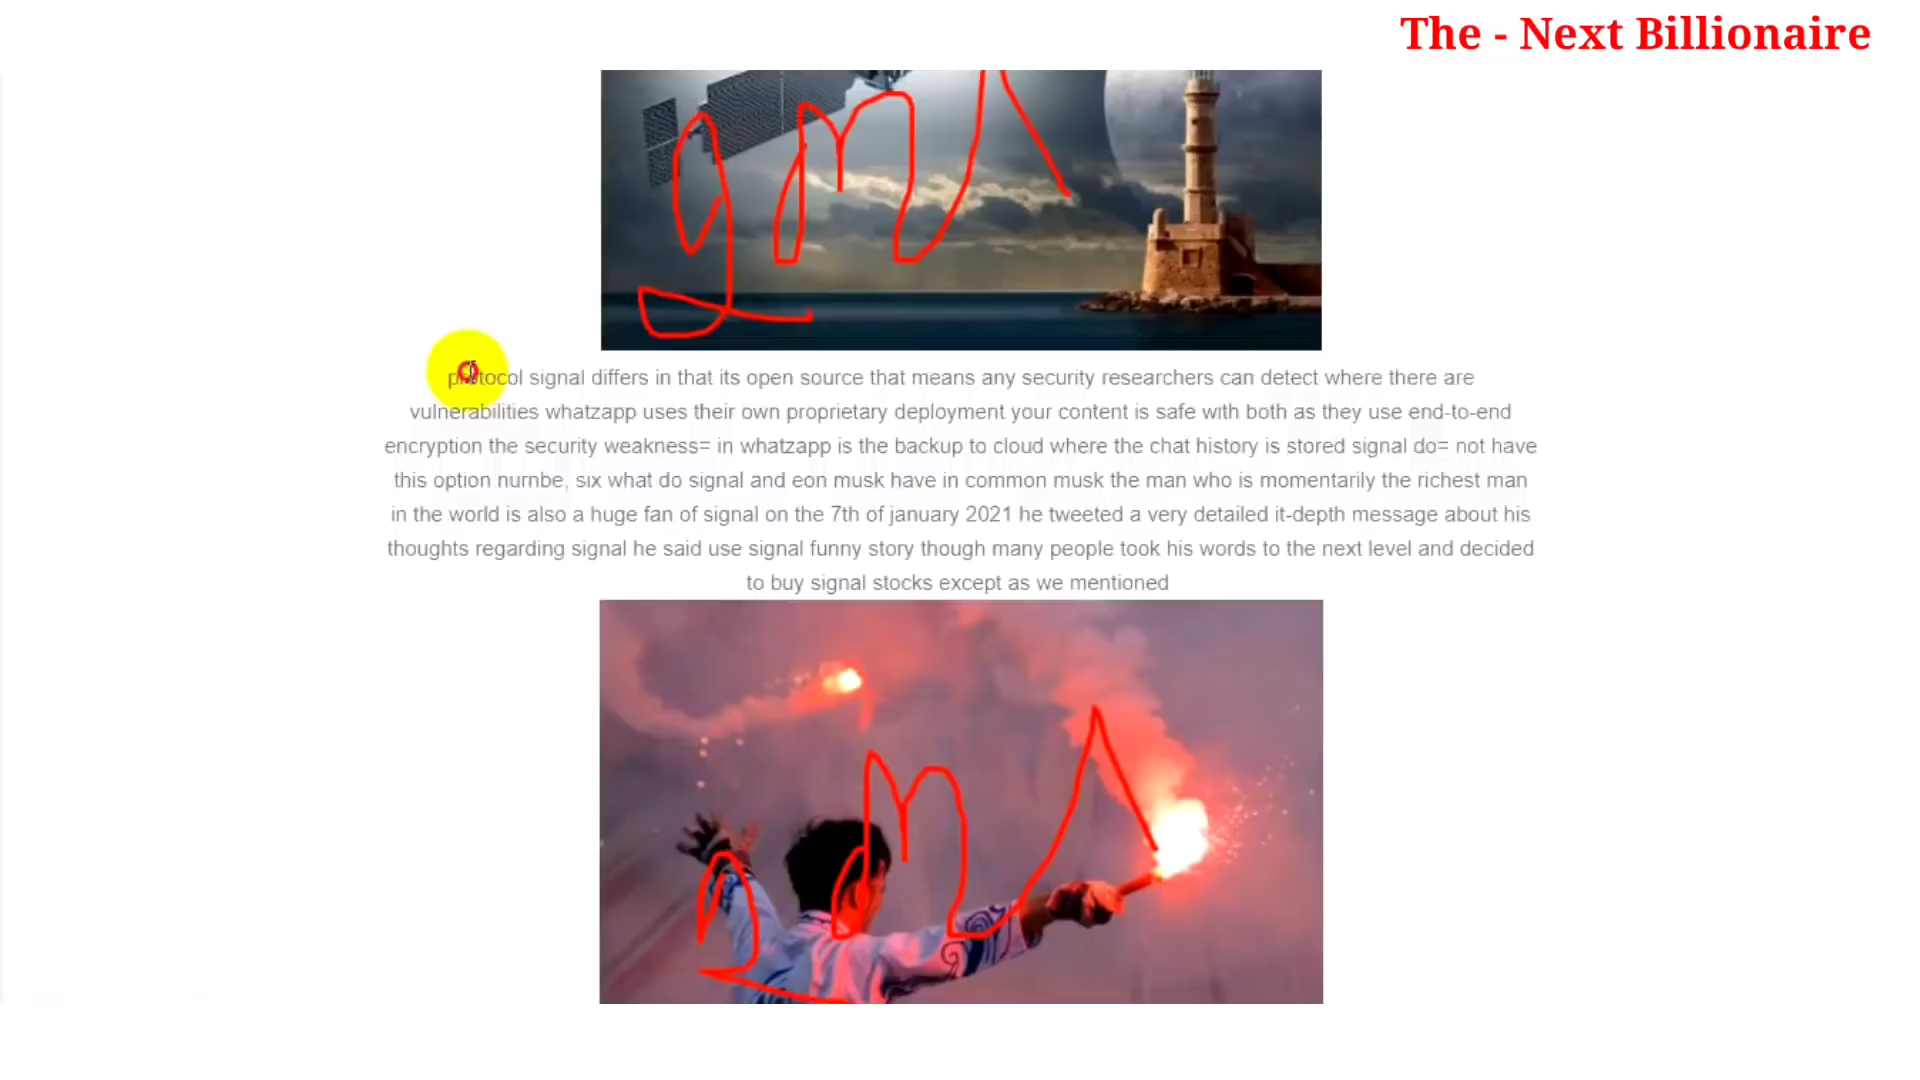 The - Next Billionaire
protocol signal differs in that its open source that means any security researchers can detect where there are
vulnerabilities whatzapp uses their own proprietary deployment your content is safe with both as they use end-to-end
encryption the security weakness= in whatzapp is the backup to cloud where the chat history is stored signal do= not have
this option nurnbe, six what do signal and eon musk have in common musk the man who is momentarily the richest man
in the world is also a huge fan of signal on the 7th of january 2021 he tweeted a very detailed it-depth message about his
thoughts regarding signal he said use signal funny story though many people took his words to the next level and decided
to buy signal stocks except as we mentioned